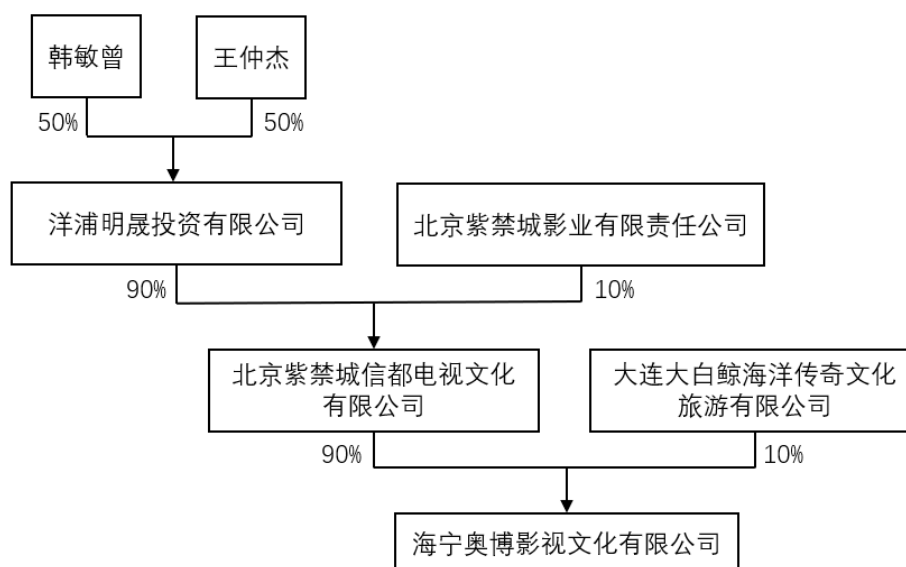 韩敏曾
王仲杰
50%
50%
洋浦明晟投资有限公司
北京紫禁城影业有限责任公司
90%
10%
北京紫禁城信都电视文化
有限公司
大连大白鲸海洋传奇文化
旅游有限公司
90%
10%
海宁奥博影视文化有限公司